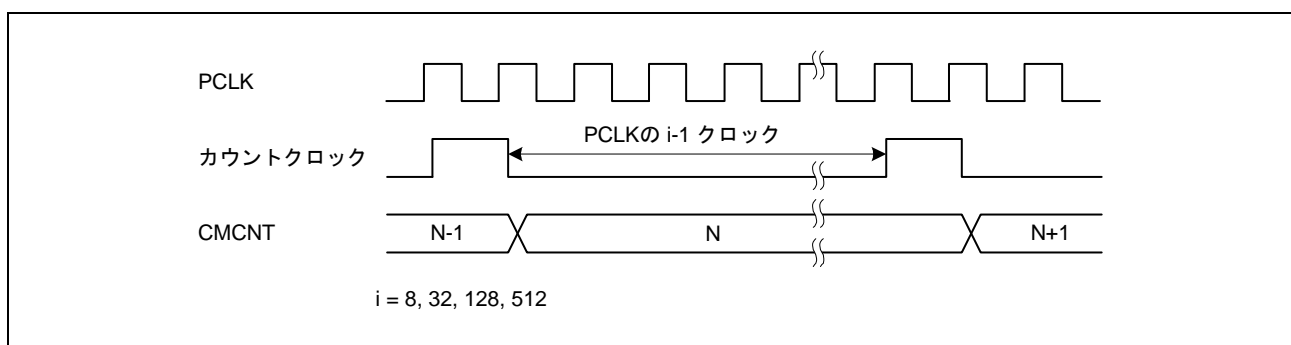 PCLK
カウントクロック
PCLKの i-1 クロック
CMCNT
N-1
N
N+1
i = 8, 32, 128, 512